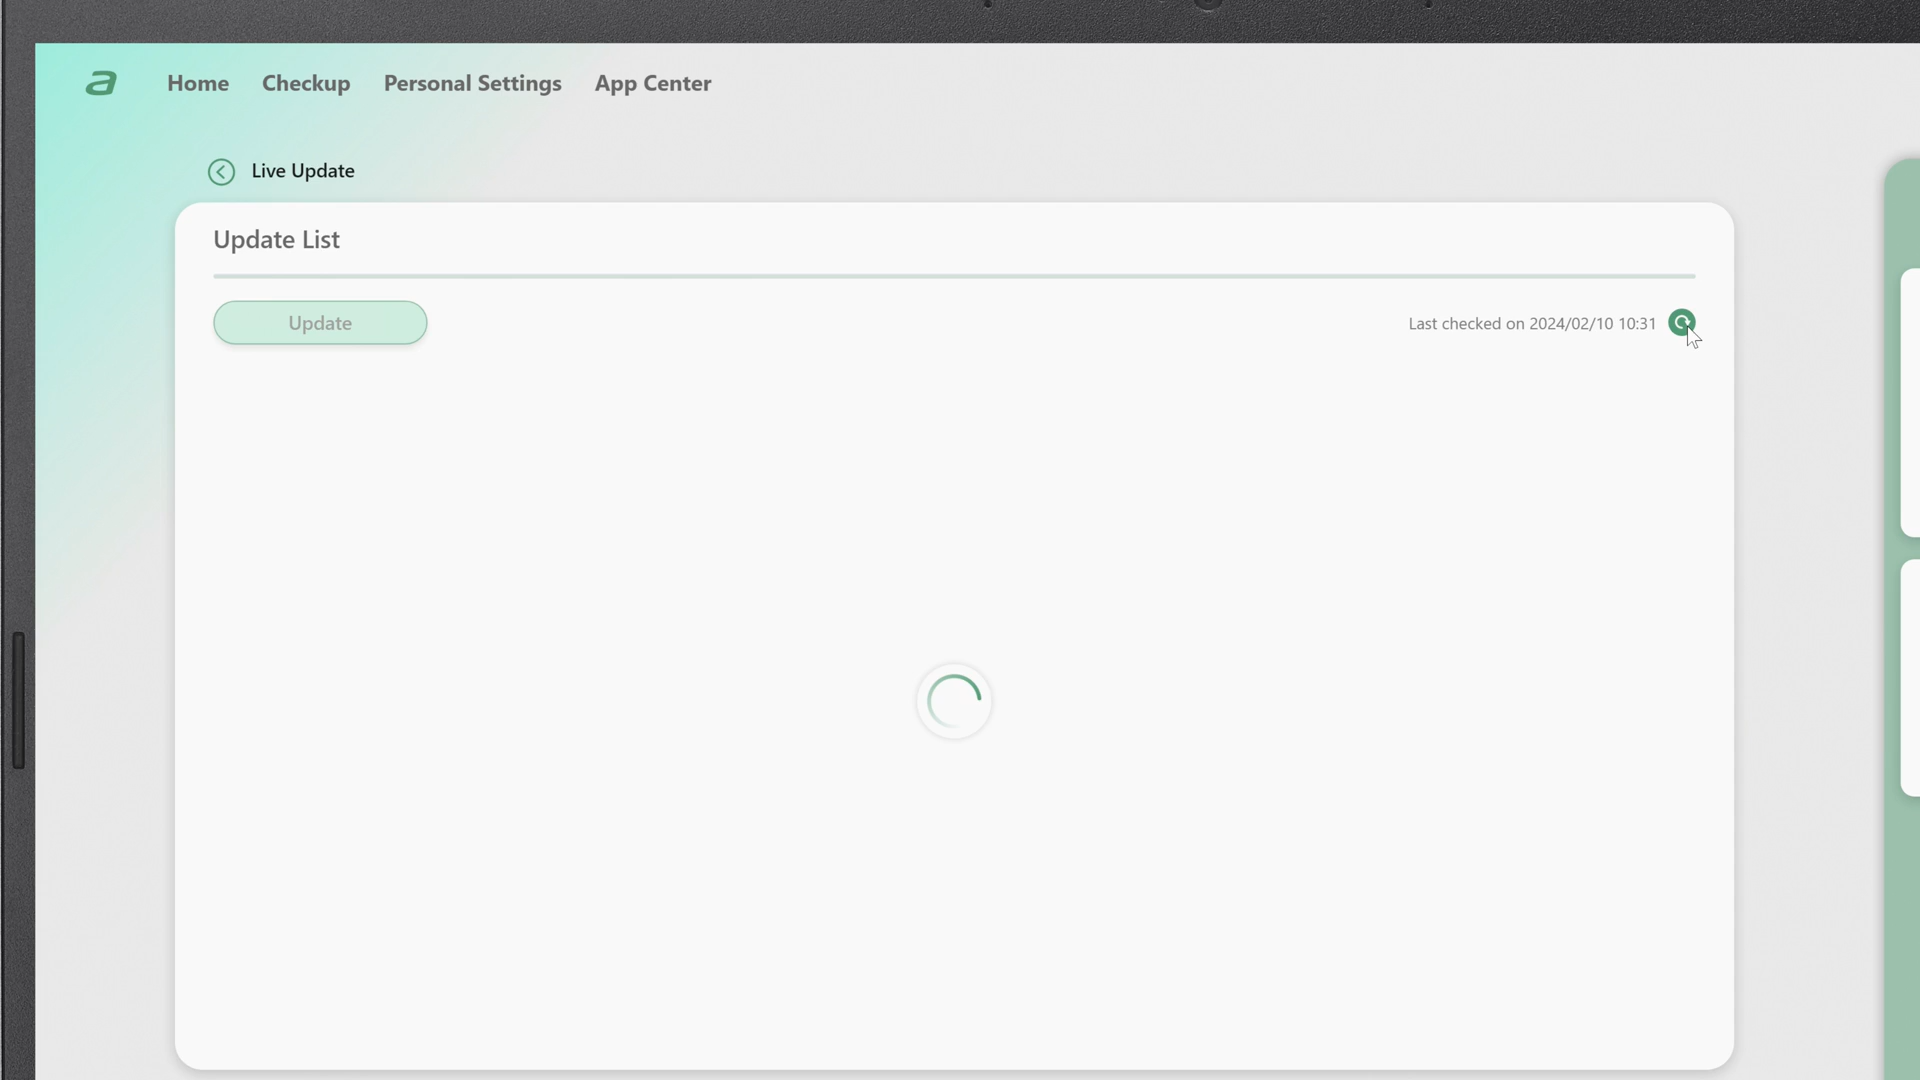 a
Home Checkup Personal Settings App Center
Live Update
Update List
Update
Last checked on 2024/02/10 10:31